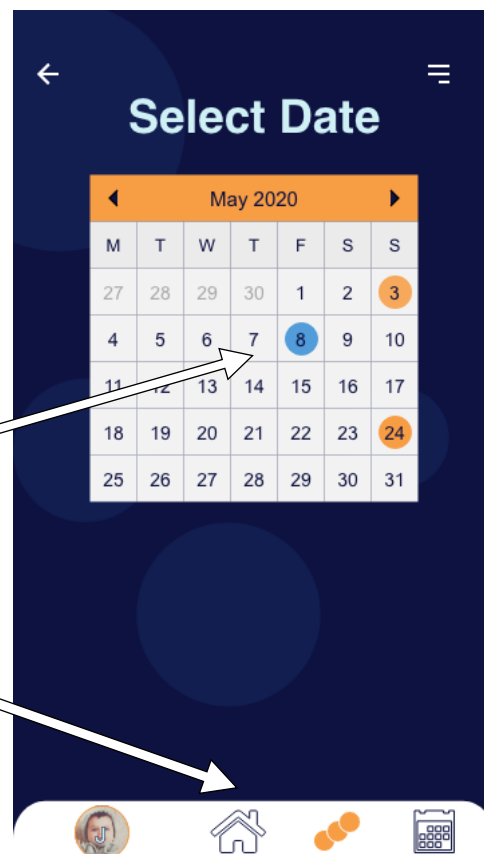 Select Date
May 2020
M T W T F S S
27 28 29 30 1 2 3
4 5 6 7 8 9 10
11 12 13 14 15 16 17
18 19 20 21 22 23 24
25 26 27 28 29 30 31
J